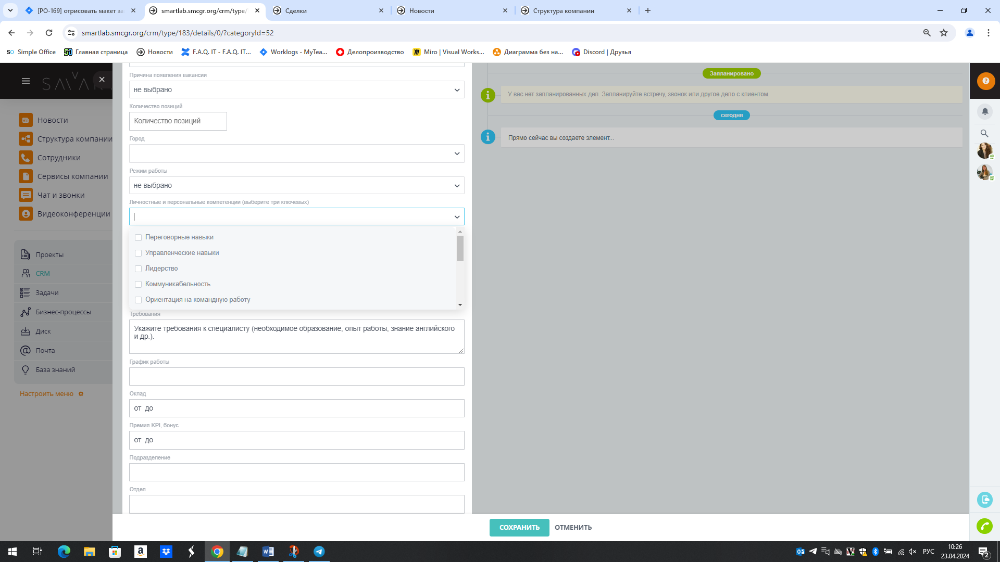 [PO-169] отрисовать макет за
smartlab.smcgr.org/crm/type/
Сделки
Новости
Структура компании
smartlab.smcgr.org/crm/type/183/details/0/?categoryId=52
Simple Office
Главная страница
Новости
F.A.Q. IT - F.A.Q. IT...
Worklogs - MyTea...
Делопроизводство
Miro | Visual Works...
Диаграмма без на...
Discord | Друзья
Новости
Структура компании
Сотрудники
Сервисы компании
Чат и звонки
Видеоконференции
Проекты
CRM
Задачи
Бизнес-процессы
Диск
Почта
База знаний
Настроить меню
Причина появления вакансии
не выбрано
Количество позиций
Количество позиций
Город
Режим работы
не выбрано
Личностные и персональные компетенции (выберите три ключевых)
Переговорные навыки
Управленческие навыки
Лидерство
Коммуникабельность
Ориентация на командную работу
Требования
Укажите требования к специалисту (необходимое образование, опыт работы, знание английского
и др.).
График работы
Оклад
от до
Премия KPI, бонус
от до
Подразделение
Отдел
Запланировано
У вас нет запланированных дел. Запланируйте встречу, звонок или другое дело с клиентом.
сегодня
Прямо сейчас вы создаете элемент...
СОХРАНИТЬ
ОТМЕНИТЬ
РУС
10:26
23.04.2024
2